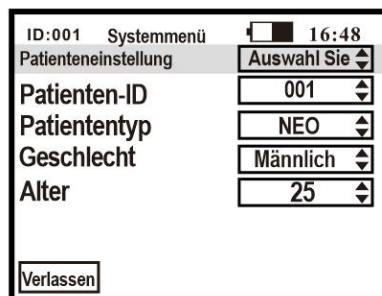 ID:001 Systemmenü 16:48
Patienteneinstellung Auswahl Sie
Patienten-ID 001
Patiententyp NEO
Geschlecht Männlich
Alter 25
Verlassen